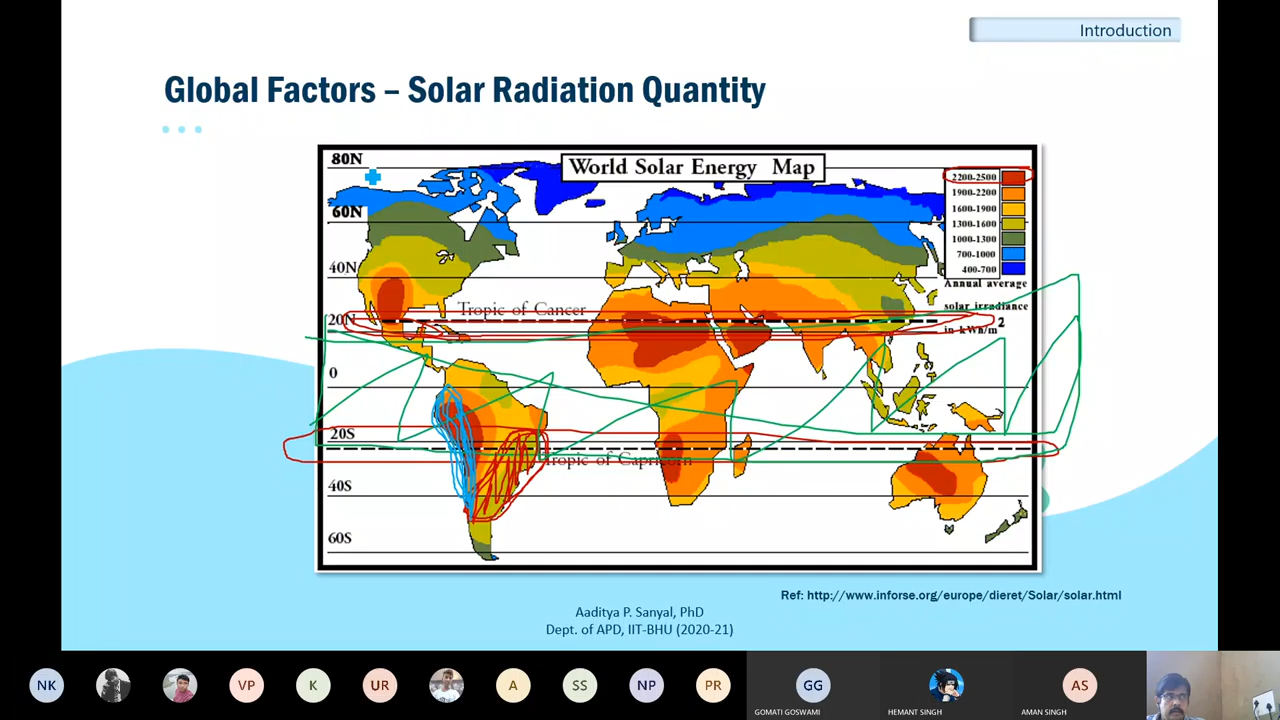 Introduction
Global Factors – Solar Radiation Quantity
World Solar Energy Map
80N
60N
40N
20N
0
20S
40S
60S
Tropic of Cancer
Tropic of Capricorn
2200-2500
1900-2200
1600-1900
1300-1600
1000-1300
700-1000
400-700
Annual average
solar irradiance
in kWh/m2
Ref: http://www.inforse.org/europe/dieret/Solar/solar.html
Aaditya P. Sanyal, PhD
Dept. of APD, IIT-BHU (2020-21)
NK
VP
K
UR
A
SS
NP
PR
GG
AS
GOMATI GOSWAMI
HEMANT SINGH
AMAN SINGH